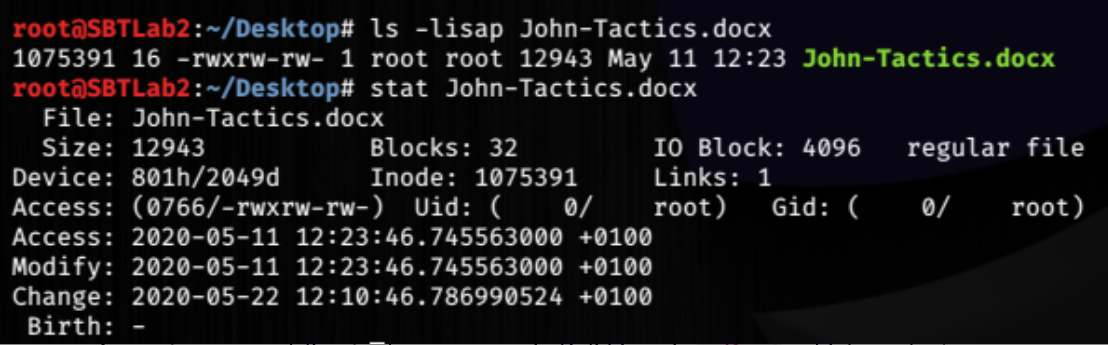 root@SBTLab2:~/Desktop# ls -lisap John-Tactics.docx
1075391 16 -rwxrw-rw- 1 root root 12943 May 11 12:23 John-Tactics.docx
root@SBTLab2:~/Desktop# stat John-Tactics.docx
  File: John-Tactics.docx
  Size: 12943           Blocks: 32         IO Block: 4096   regular file
Device: 801h/2049d      Inode: 1075391     Links: 1
Access: (0766/-rwxrw-rw-)  Uid: (    0/    root)   Gid: (    0/    root)
Access: 2020-05-11 12:23:46.745563000 +0100
Modify: 2020-05-11 12:23:46.745563000 +0100
Change: 2020-05-22 12:10:46.786990524 +0100
 Birth: -